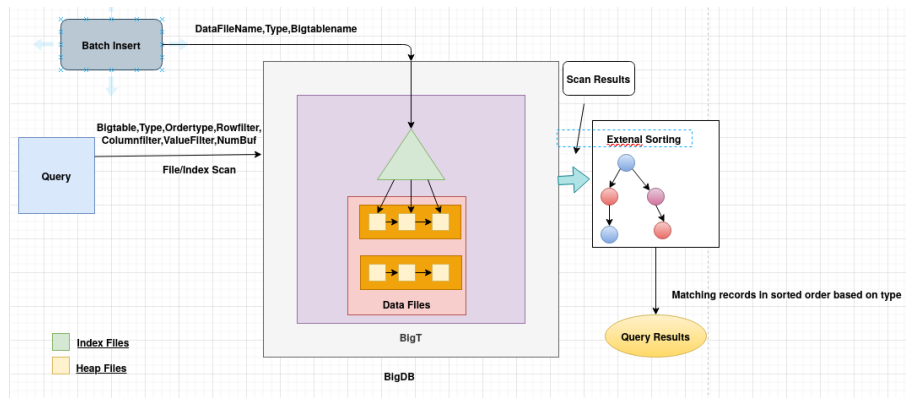 DataFileName,Type,Bigtablename
Batch Insert
Scan Results
Bigtable,Type,Ordertype,Rowfilter,
Columnfilter,ValueFilter,NumBuf
Extenal Sorting
File/Index Scan
Query
Data Files
Matching records in sorted order based on type
BIgT
Query Results
Index Files
Heap Files
BIgDB